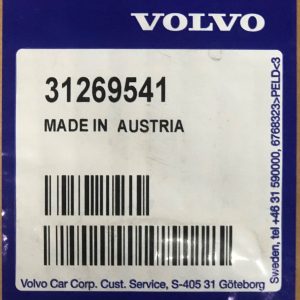 VOLVO
31269541
MADE IN AUSTRIA
Volvo Car Corp. Cust. Service, S-405 31 Göteborg
Sweden, tel +46 31 590000, 6768323>PELD<3